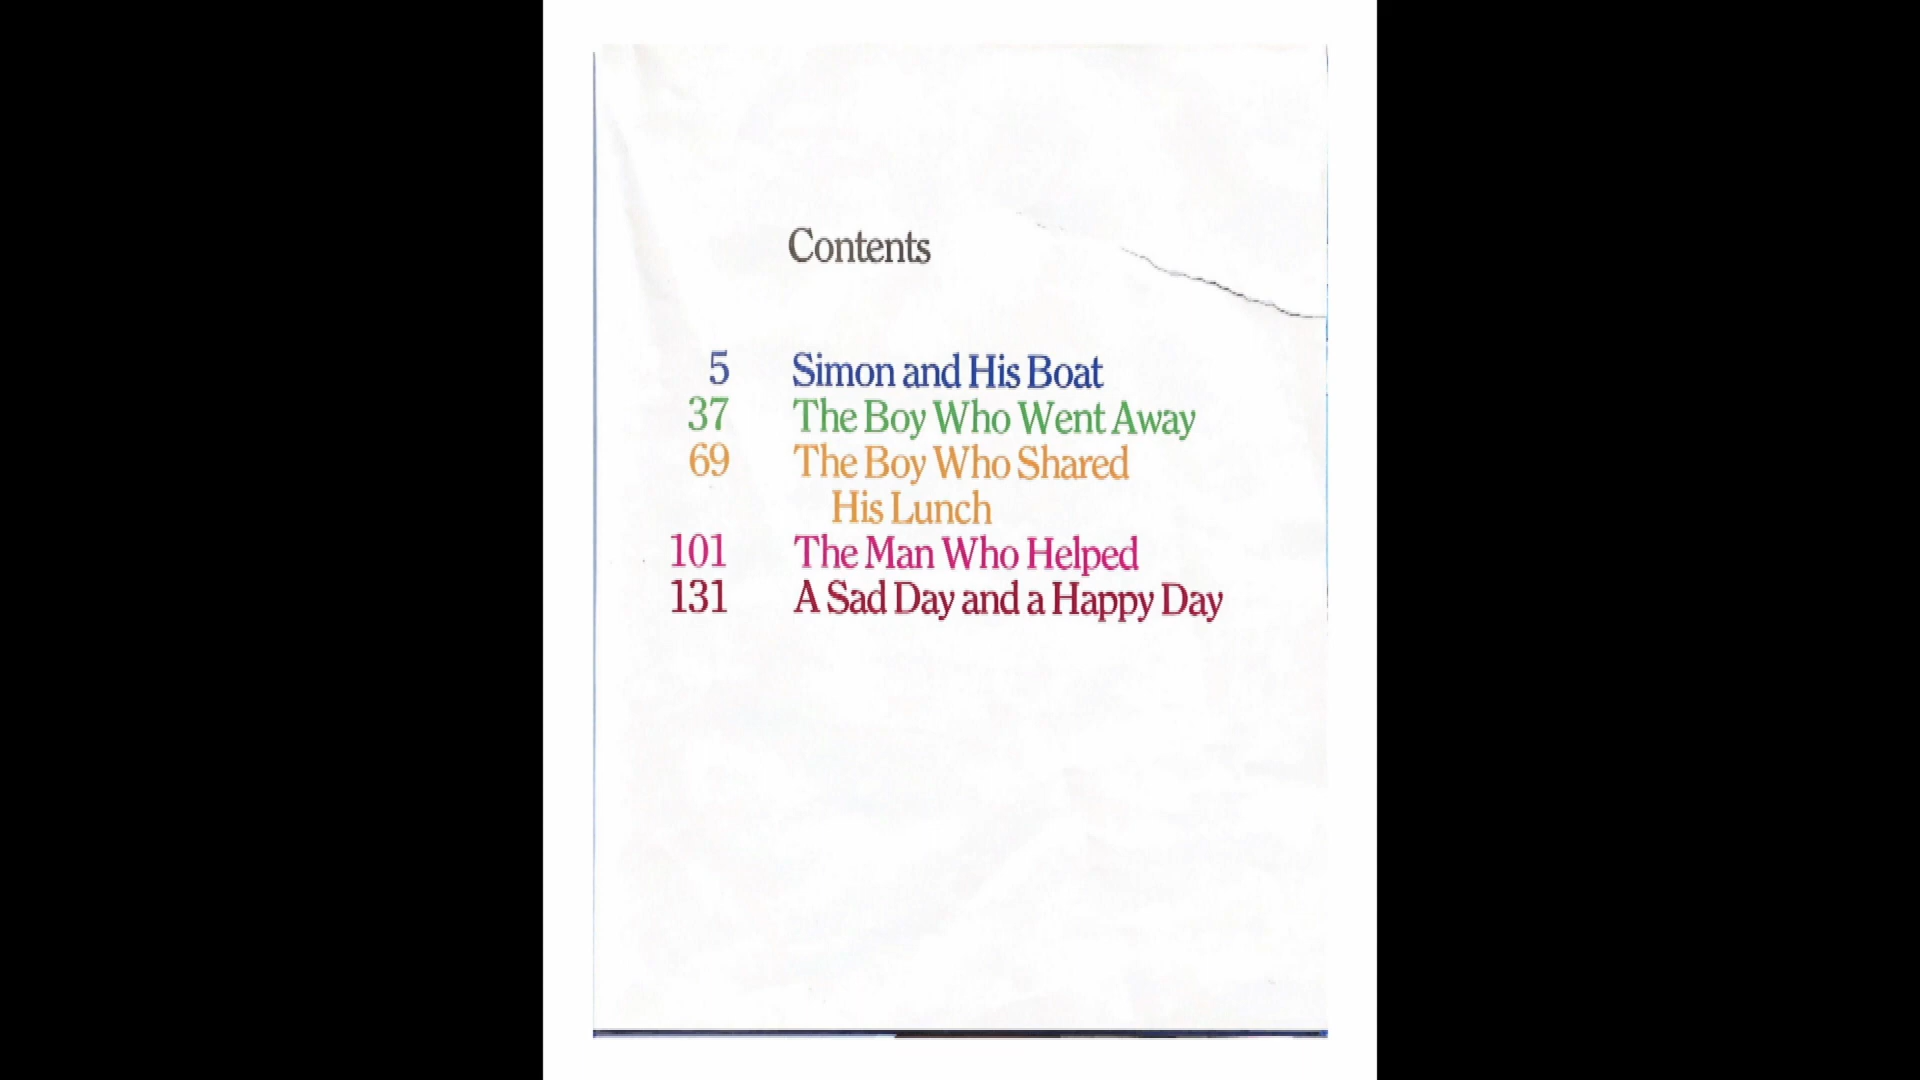 Contents
5 Simon and His Boat
37 The Boy Who Went Away
69 The Boy Who Shared
His Lunch
101 The Man Who Helped
131 A Sad Day and a Happy Day